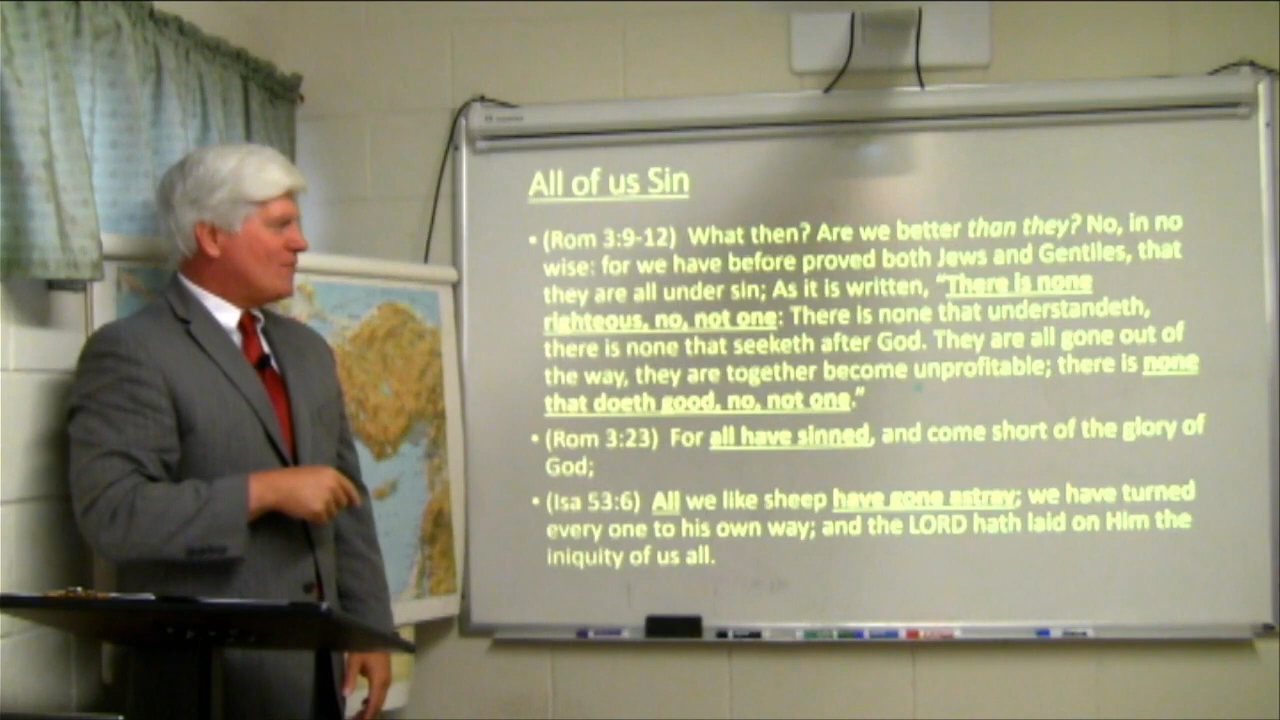 All of us Sin
• (Rom 3:9-12) What then? Are we better than they? No, in no
wise: for we have before proved both Jews and Gentiles, that
they are all under sin; As it is written, "There is none
righteous, no, not one: There is none that understandeth,
there is none that seeketh after God. They are all gone out of
the way, they are together become unprofitable; there is none
that doeth good, no, not one."
• (Rom 3:23) For all have sinned, and come short of the glory of
God;
• (Isa 53:6) All we like sheep have gone astray; we have turned
every one to his own way; and the LORD hath laid on Him the
iniquity of us all.